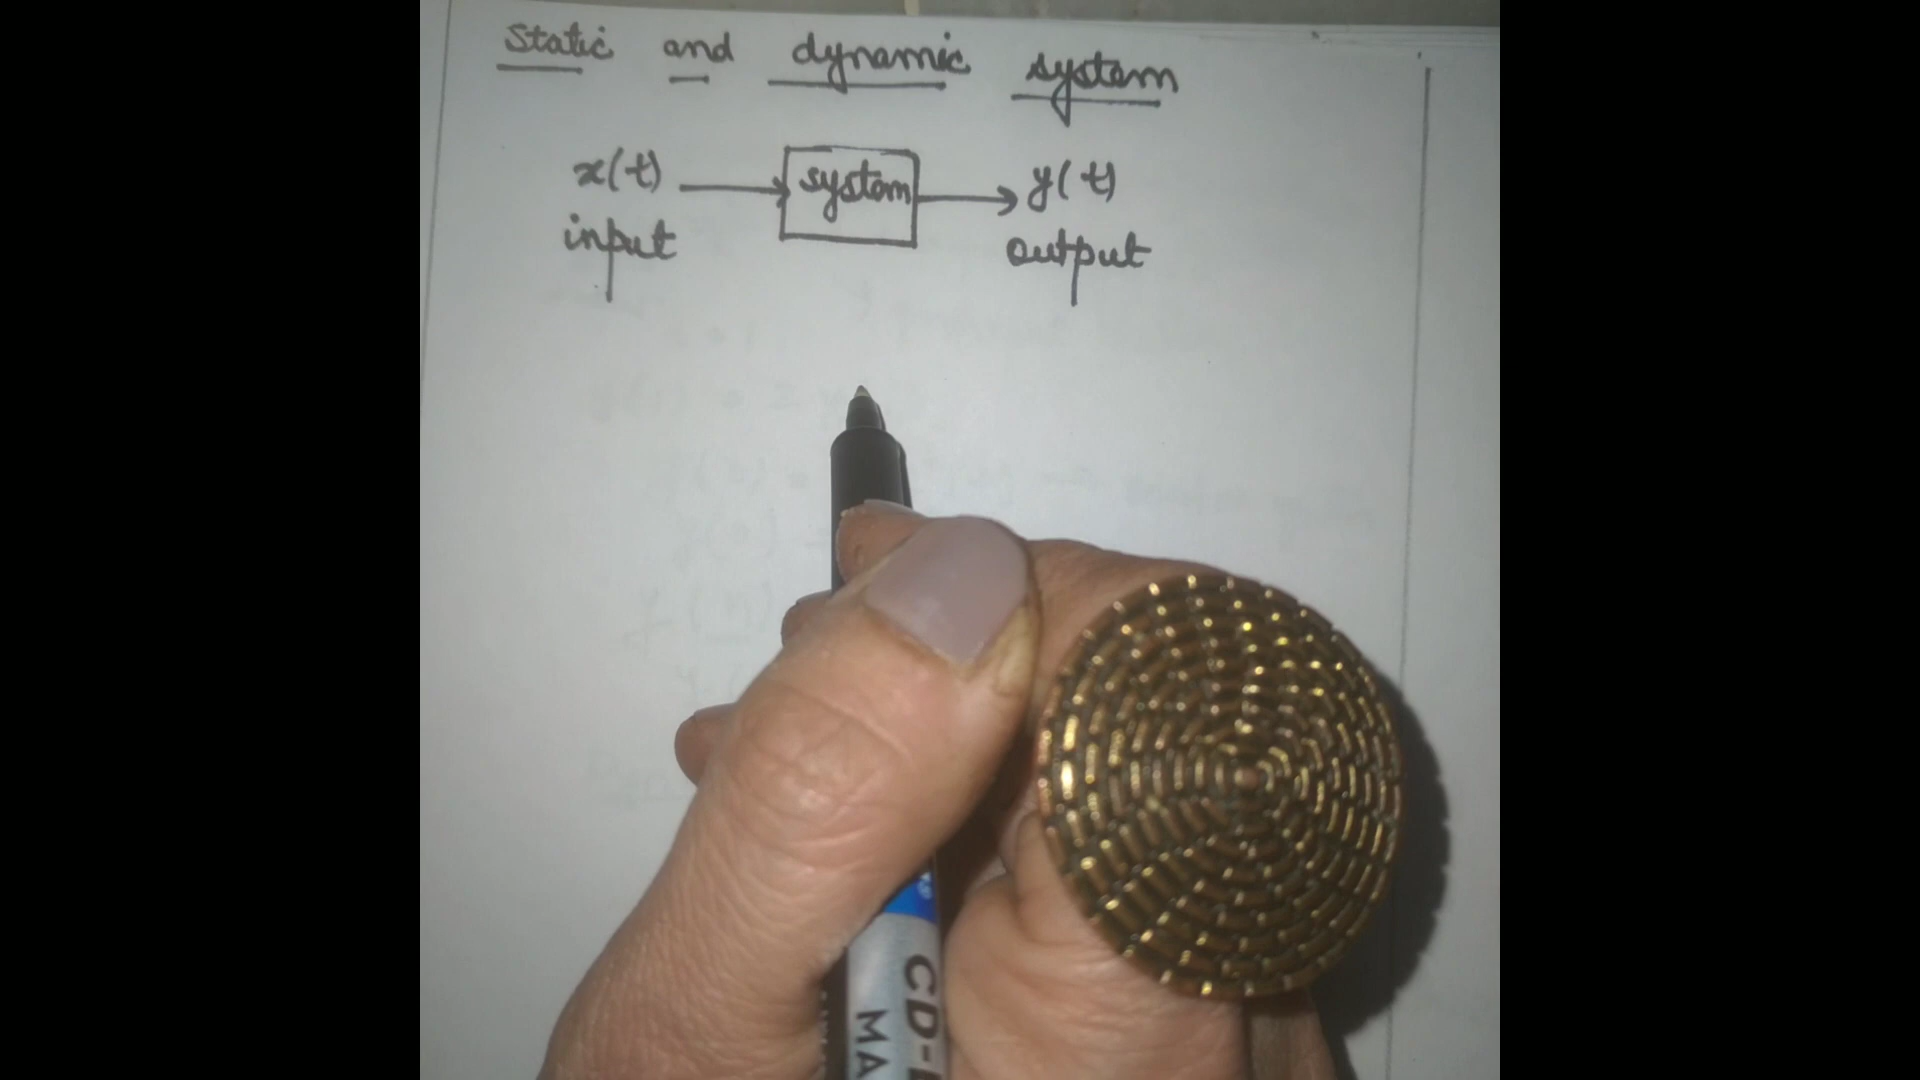 static and dynamic system
x(t) → system → y(t)
input output
CD-
MA